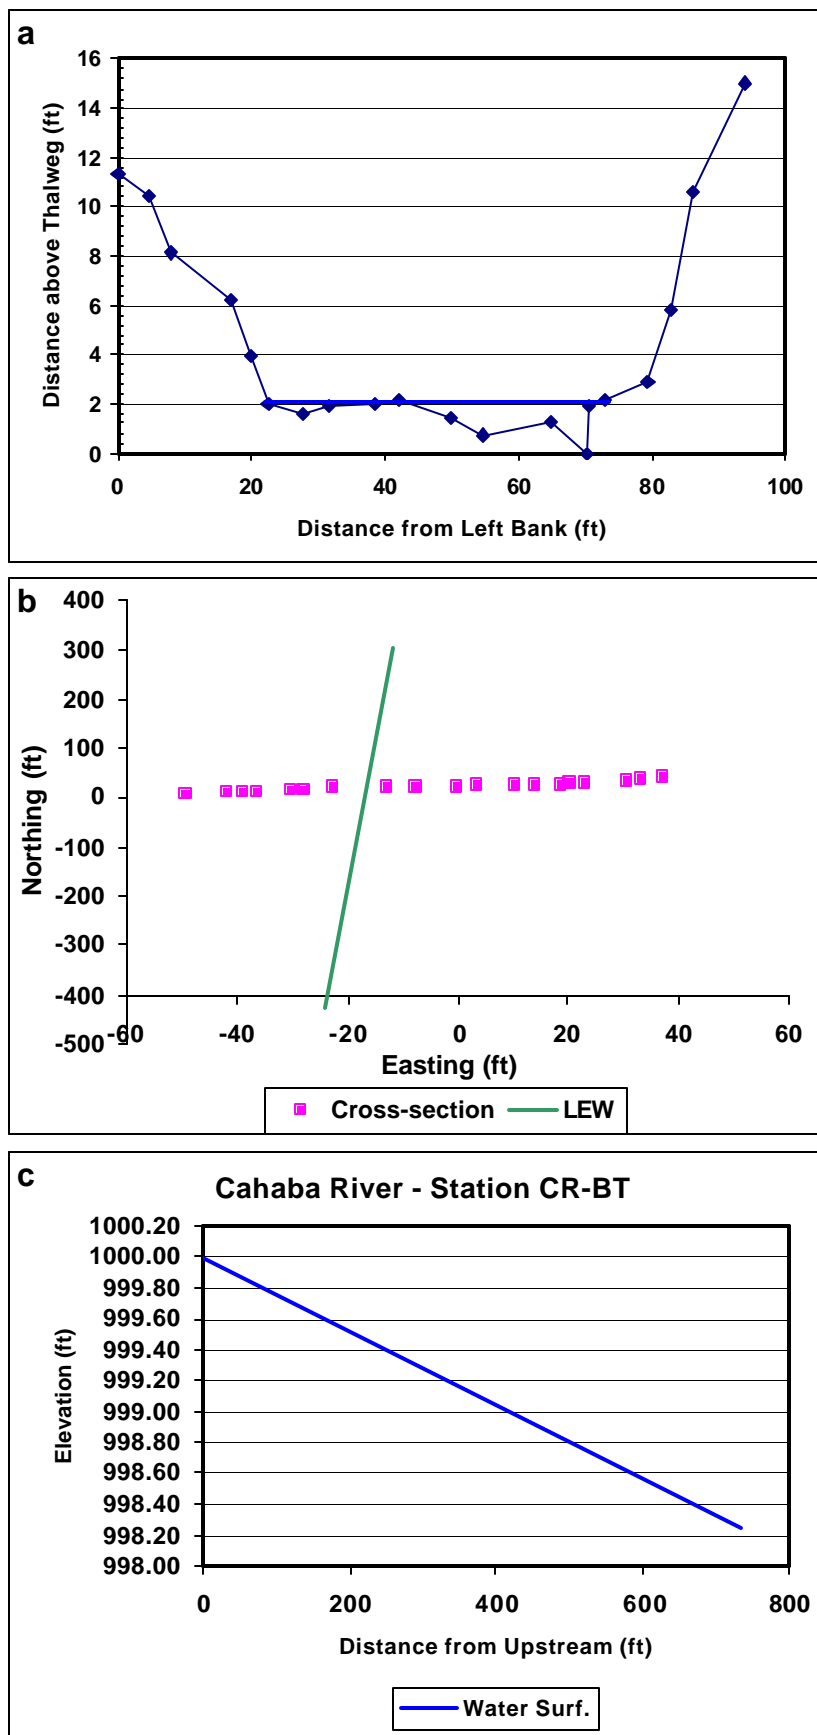 a
16
14
12
10
8
6
4
2
0
Distance above Thalweg (ft)
0 20 40 60 80 100
Distance from Left Bank (ft)
b
400
300
200
100
0
-100
-200
-300
-400
-500
Northing (ft)
-60 -40 -20 0 20 40 60
Easting (ft)
Cross-section LEW
c
Cahaba River - Station CR-BT
1000.20
1000.00
999.80
999.60
999.40
999.20
999.00
998.80
998.60
998.40
998.20
998.00
Elevation (ft)
0 200 400 600 800
Distance from Upstream (ft)
Water Surf.